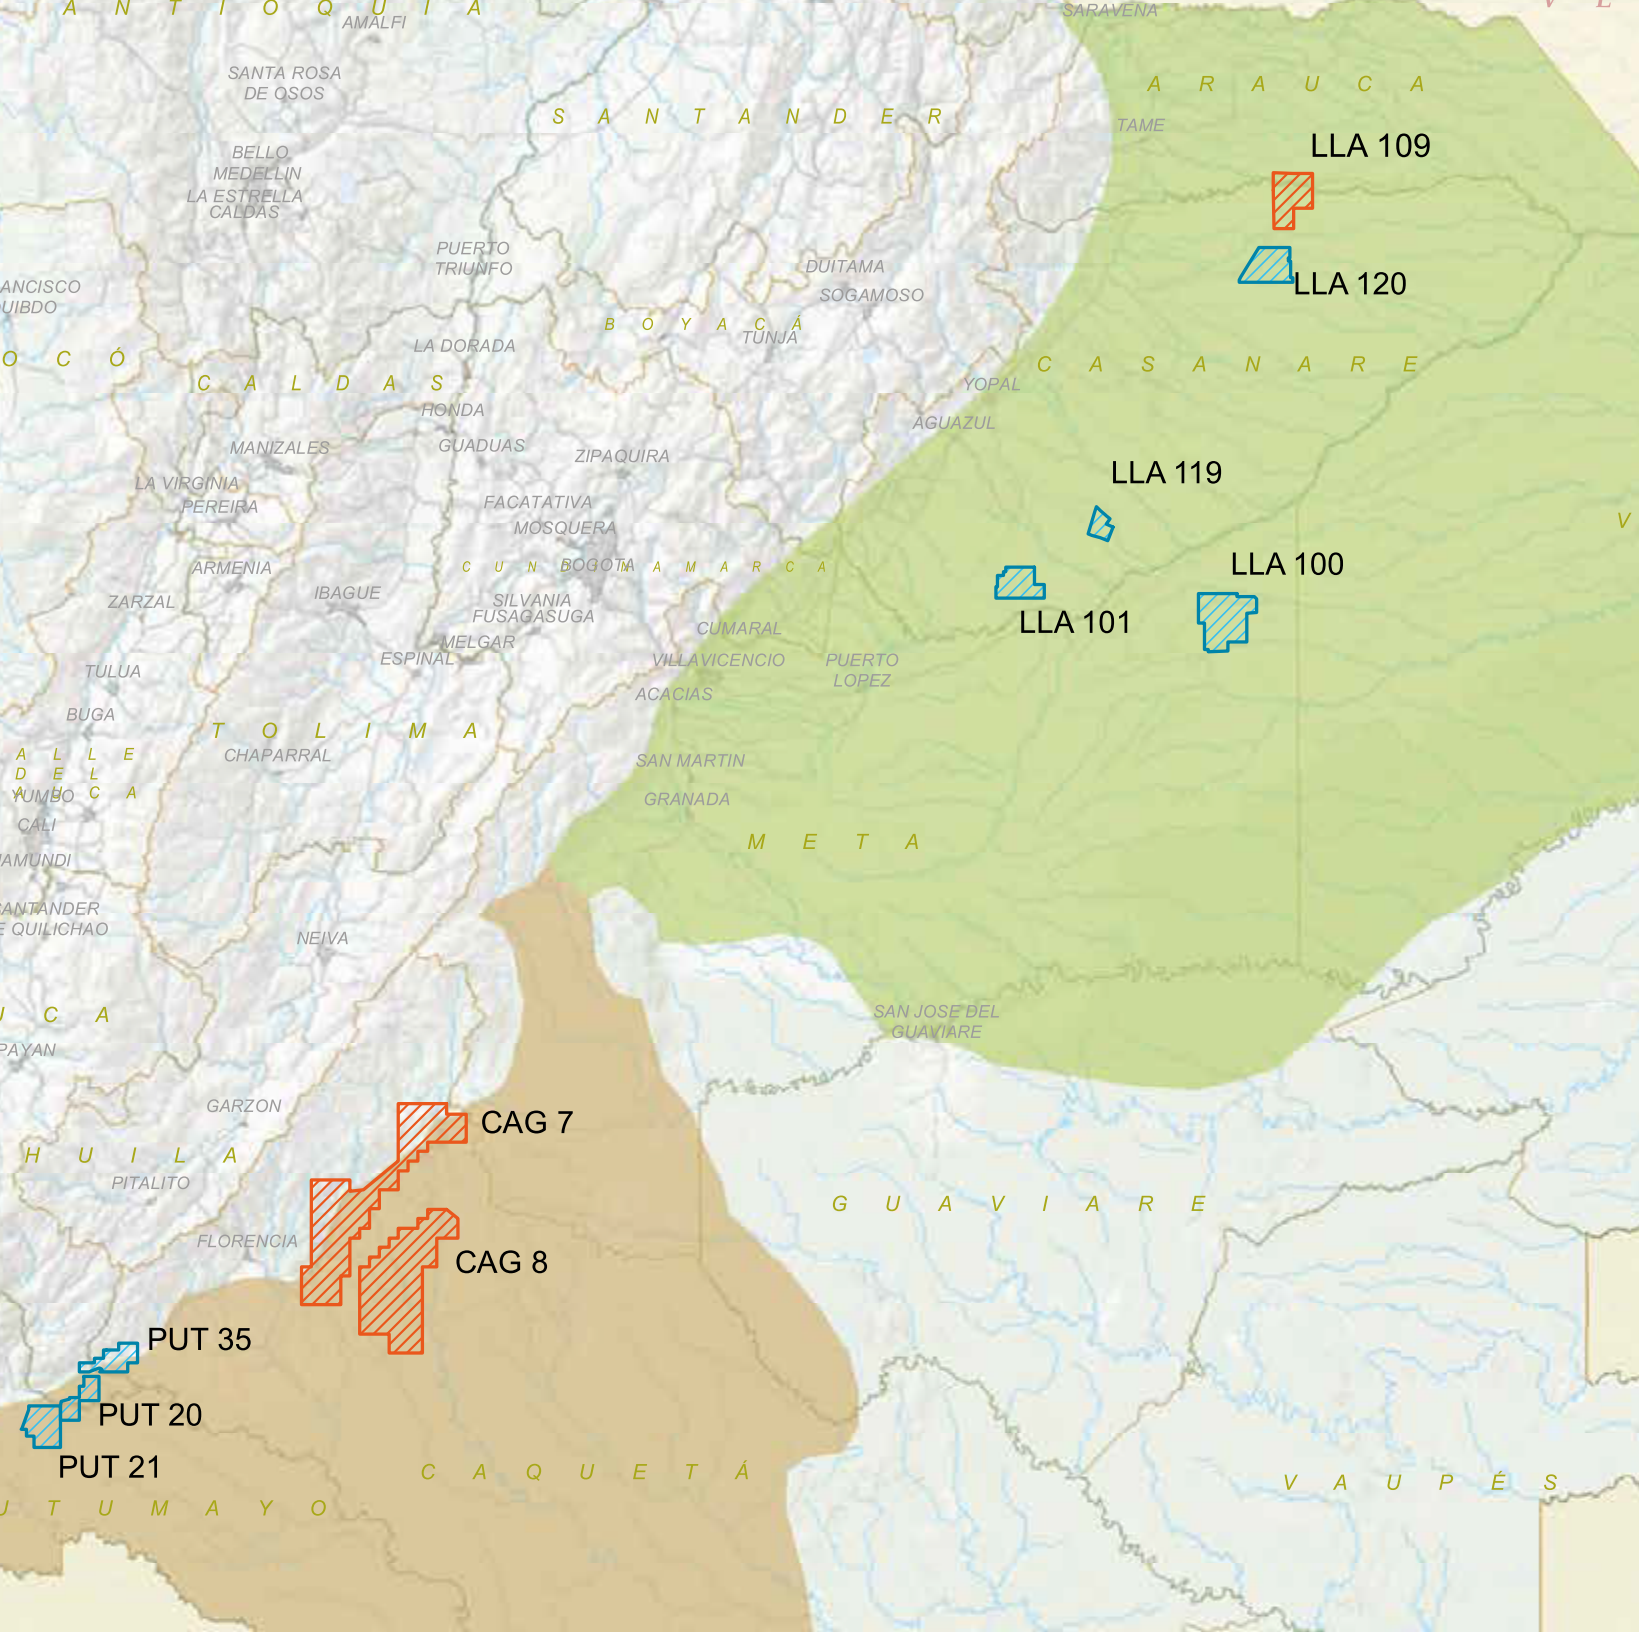 A N T I O Q U I A
AMALFI
SARAVENA
V E
SANTA ROSA
DE OSOS
A R A U C A
S A N T A N D E R
TAME
LLA 109
BELLO
MEDELLIN
LA ESTRELLA
CALDAS
PUERTO
TRIUNFO
DUITAMA
SOGAMOSO
LLA 120
ANCISCO
UIBDO
B O Y A C Á
TUNJA
LA DORADA
O C Ó
C A L D A S
C A S A N A R E
YOPAL
HONDA
AGUAZUL
MANIZALES
GUADUAS
ZIPAQUIRA
LLA 119
LA VIRGINIA
PEREIRA
FACATATIVA
MOSQUERA
V
ARMENIA
C U N D I N A M A R C A
BOGOTA
LLA 100
IBAGUE
ZARZAL
SILVANIA
FUSAGASUGA
CUMARAL
LLA 101
MELGAR
ESPINAL
VILLAVICENCIO
PUERTO
LOPEZ
TULUA
ACACIAS
BUGA
T O L I M A
CHAPARRAL
A L L E
D E L
C A U C A
YUMBO
SAN MARTIN
GRANADA
CALI
M E T A
AMUNDI
ANTANDER
E QUILICHAO
NEIVA
U C A
SAN JOSE DEL
GUAVIARE
PAYAN
GARZON
CAG 7
H U I L A
PITALITO
G U A V I A R E
FLORENCIA
CAG 8
PUT 35
PUT 20
PUT 21
C A Q U E T Á
V A U P É S
U T U M A Y O